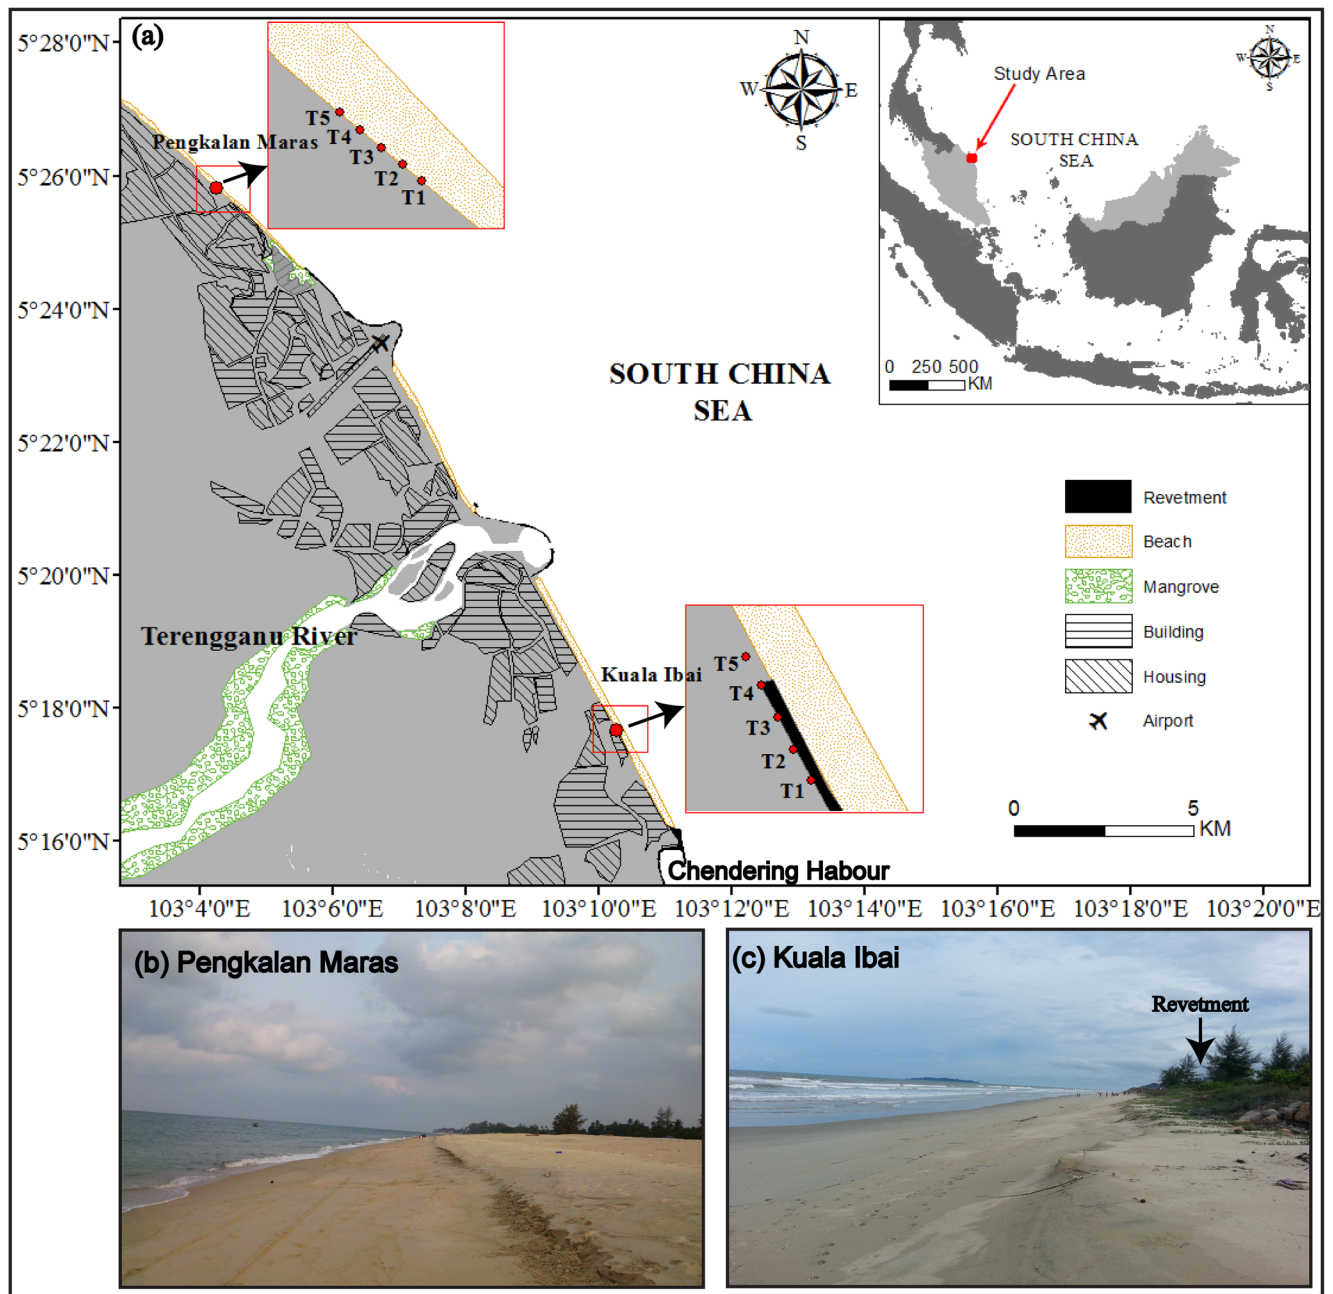 (a)
5°28'0"N
5°26'0"N
5°24'0"N
5°22'0"N
5°20'0"N
5°18'0"N
5°16'0"N
T5
T4
T3
T2
T1
Pengkalan Maras
N
W E
S
Study Area
SOUTH CHINA
SEA
N
W E
S
0 250 500
KM
SOUTH CHINA
SEA
Revetment
Beach
Mangrove
Building
Housing
Airport
Terengganu River
Kuala Ibai
T5
T4
T3
T2
T1
0 5
KM
Chendering Habour
103°4'0"E 103°6'0"E 103°8'0"E 103°10'0"E 103°12'0"E 103°14'0"E 103°16'0"E 103°18'0"E 103°20'0"E
(b) Pengkalan Maras
(c) Kuala Ibai
Revetment